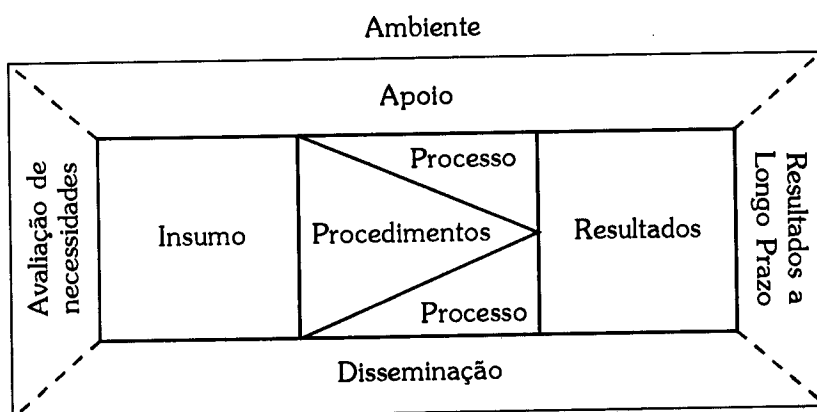 Ambiente
Apoio
Avaliação de
necessidades
Insumo
Processo
Procedimentos
Processo
Resultados
Resultados a
Longo Prazo
Disseminação